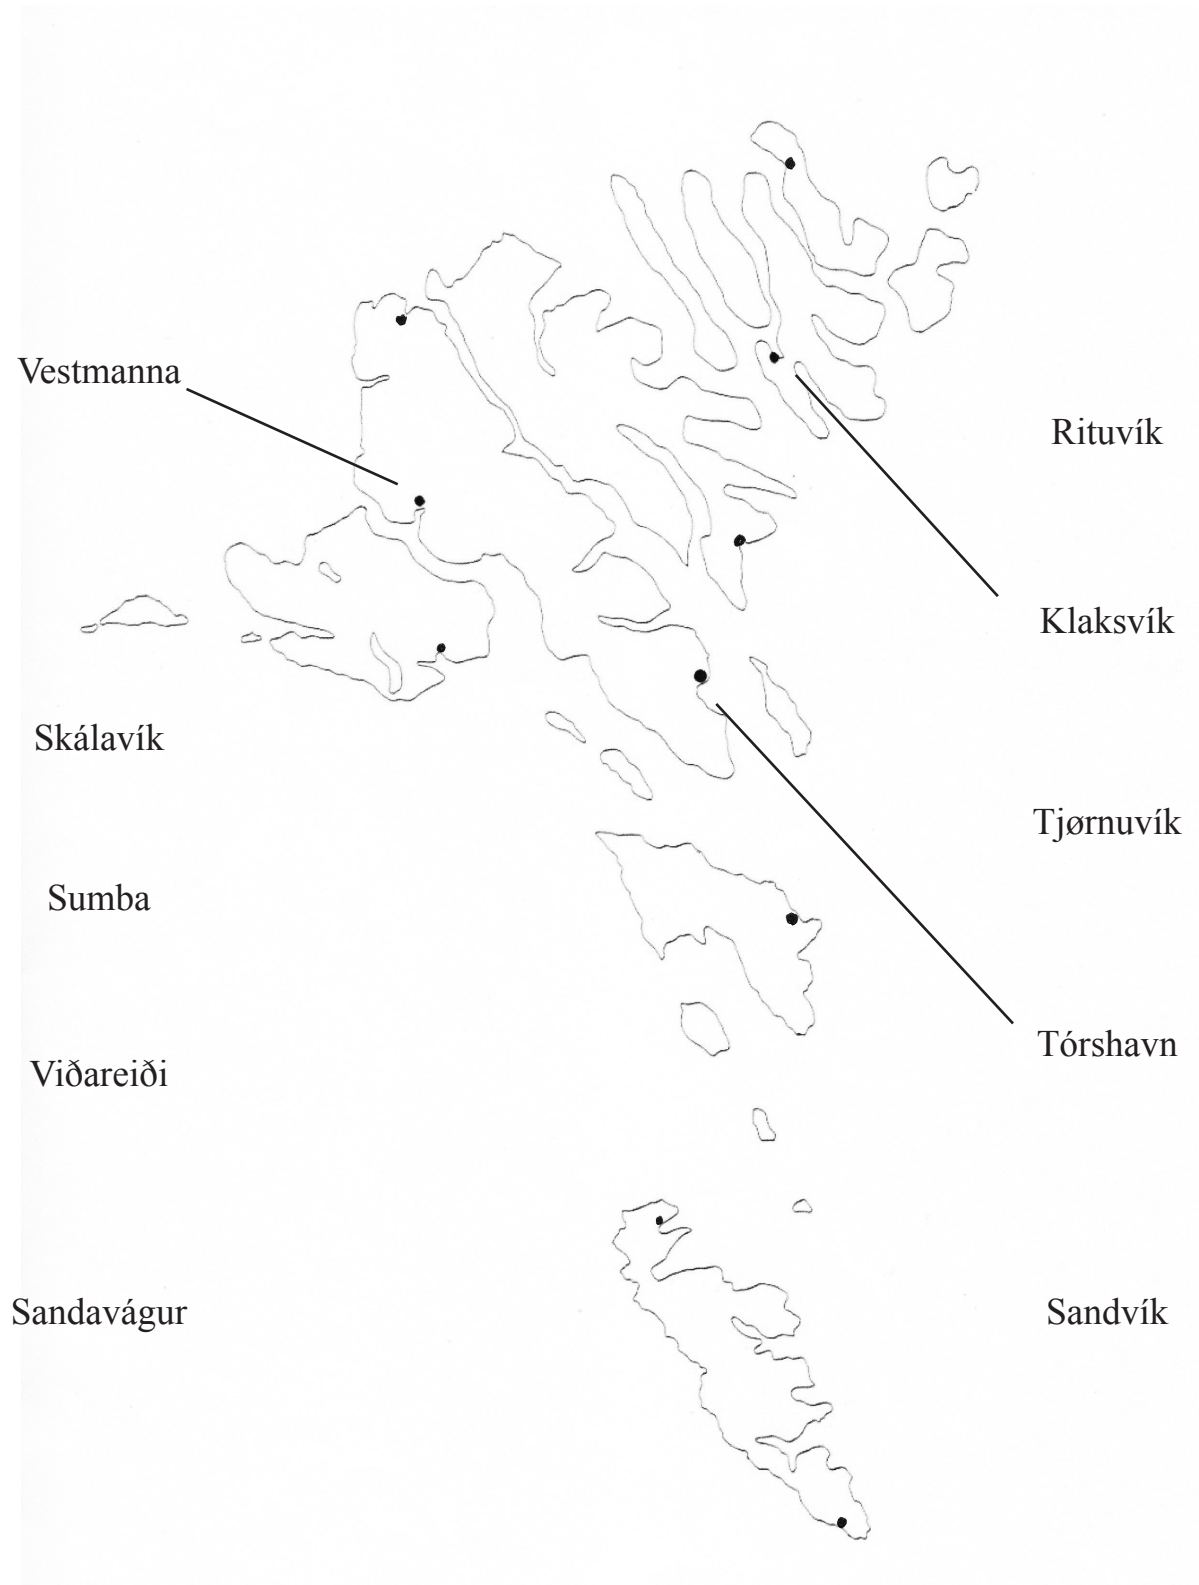 Vestmanna
Rituvík
Klaksvík
Skálavík
Tjørnuvík
Sumba
Tórshavn
Viðareiði
Sandavágur
Sandvík